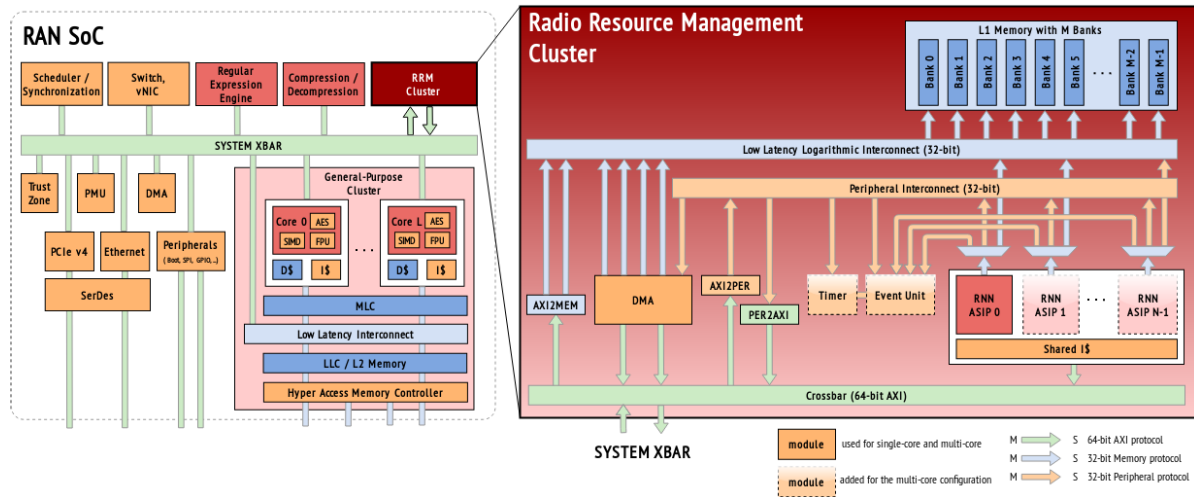 RAN SoC
Scheduler /
Synchronization
Switch,
vNIC
Regular
Expression
Engine
Compression /
Decompression
RRM
Cluster
SYSTEM XBAR
Trust
Zone
PMU
DMA
PCIe v4
Ethernet
Peripherals
( Boot, SPI, GPIO, ..)
SerDes
General-Purpose
Cluster
Core 0
AES
SIMD
FPU
D$
I$
. . .
Core L
AES
SIMD
FPU
D$
I$
MLC
Low Latency Interconnect
LLC / L2 Memory
Hyper Access Memory Controller
Radio Resource Management
Cluster
L1 Memory with M Banks
Bank 0
Bank 1
Bank 2
Bank 3
Bank 4
Bank 5
. . .
Bank M-2
Bank M-1
Low Latency Logarithmic Interconnect (32-bit)
Peripheral Interconnect (32-bit)
AXI2MEM
DMA
AXI2PER
PER2AXI
Timer
Event Unit
RNN
ASIP 0
RNN
ASIP 1
. . .
RNN
ASIP N-1
Shared I$
Crossbar (64-bit AXI)
SYSTEM XBAR
module
used for single-core and multi-core
module
added for the multi-core configuration
M S 64-bit AXI protocol
M S 32-bit Memory protocol
M S 32-bit Peripheral protocol